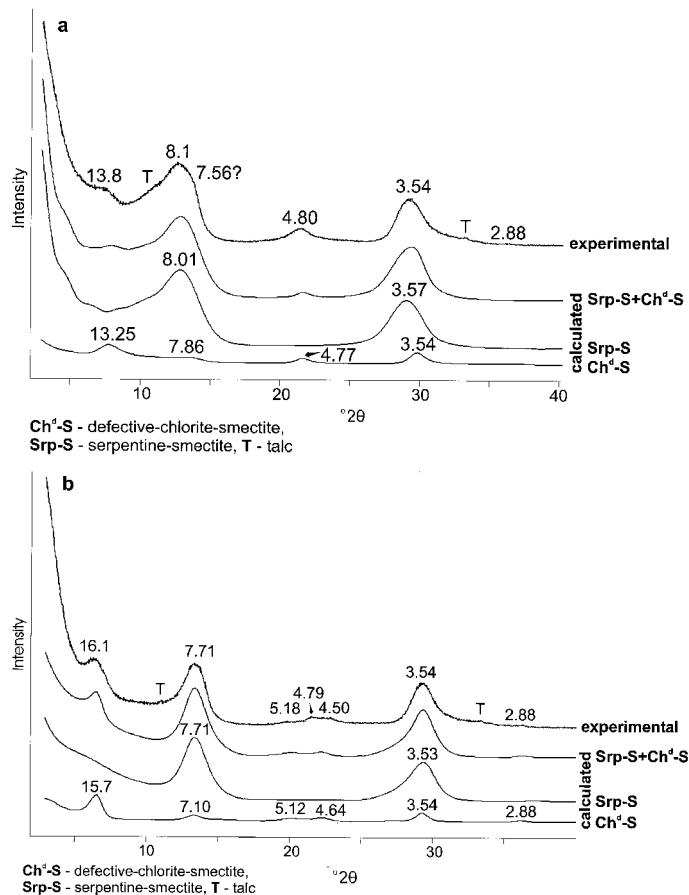 a
Intensity
13.8
T
8.1
7.56?
4.80
3.54
T
2.88
experimental
8.01
3.57
calculated
Srp-S+Chᵈ-S
Srp-S
13.25
7.86
4.77
3.54
Chᵈ-S
10
20
30
40
°2θ
Chᵈ-S - defective-chlorite-smectite,
Srp-S - serpentine-smectite, T - talc
b
Intensity
16.1
T
7.71
5.18
4.79
4.50
3.54
T
2.88
experimental
7.71
3.53
calculated
Srp-S+Chᵈ-S
Srp-S
15.7
7.10
5.12
4.64
3.54
2.88
Chᵈ-S
10
20
30
°2θ
Chᵈ-S - defective-chlorite-smectite,
Srp-S - serpentine-smectite, T - talc